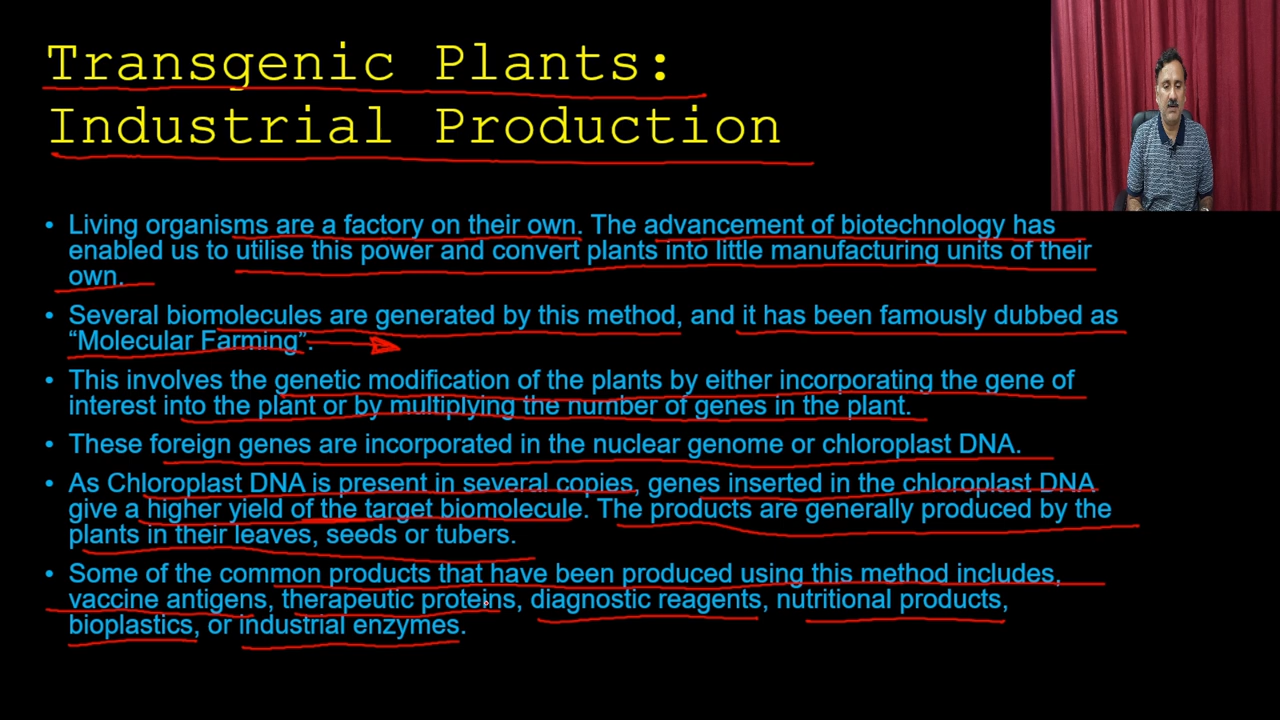 Transgenic Plants:
Industrial Production
• Living organisms are a factory on their own. The advancement of biotechnology has
enabled us to utilise this power and convert plants into little manufacturing units of their
own.
• Several biomolecules are generated by this method, and it has been famously dubbed as
“Molecular Farming”.
• This involves the genetic modification of the plants by either incorporating the gene of
interest into the plant or by multiplying the number of genes in the plant.
• These foreign genes are incorporated in the nuclear genome or chloroplast DNA.
• As Chloroplast DNA is present in several copies, genes inserted in the chloroplast DNA
give a higher yield of the target biomolecule. The products are generally produced by the
plants in their leaves, seeds or tubers.
• Some of the common products that have been produced using this method includes,
vaccine antigens, therapeutic proteins, diagnostic reagents, nutritional products,
bioplastics, or industrial enzymes.